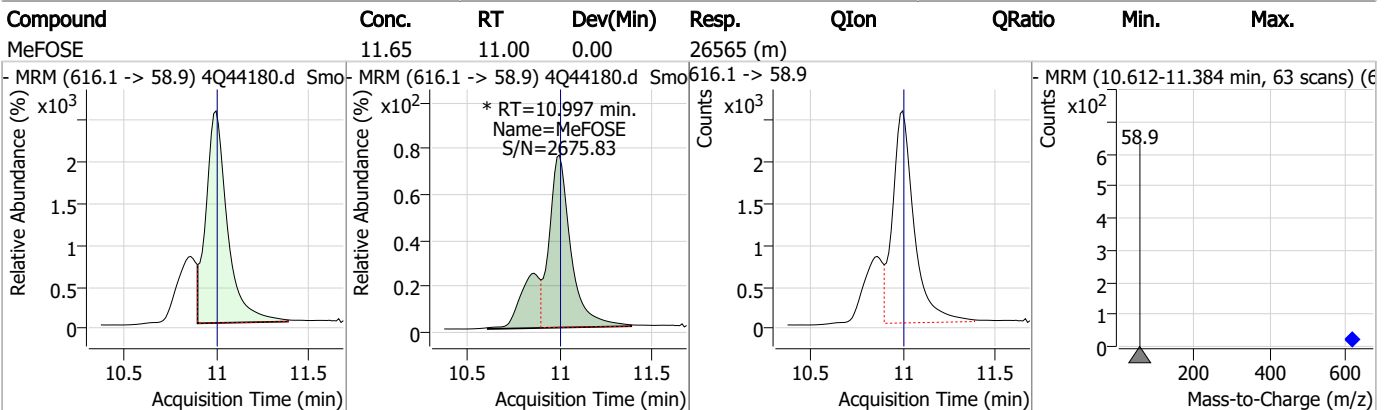 Compound Conc. RT Dev(Min) Resp. QIon QRatio Min. Max.
MeFOSE 11.65 11.00 0.00 26565 (m)
- MRM (616.1 -> 58.9) 4Q44180.d Smo
Relative Abundance (%)
x10³
2
1.5
1
0.5
0
10.5 11 11.5
Acquisition Time (min)
- MRM (616.1 -> 58.9) 4Q44180.d Smo
Relative Abundance (%)
x10²
* RT=10.997 min.
Name=MeFOSE
S/N=2675.83
0.8
0.6
0.4
0.2
0
10.5 11 11.5
Acquisition Time (min)
616.1 -> 58.9
Counts
x10³
2
1.5
1
0.5
0
10.5 11 11.5
Acquisition Time (min)
- MRM (10.612-11.384 min, 63 scans) (6
Counts
x10²
58.9
6
5
4
3
2
1
0
200 400 600
Mass-to-Charge (m/z)